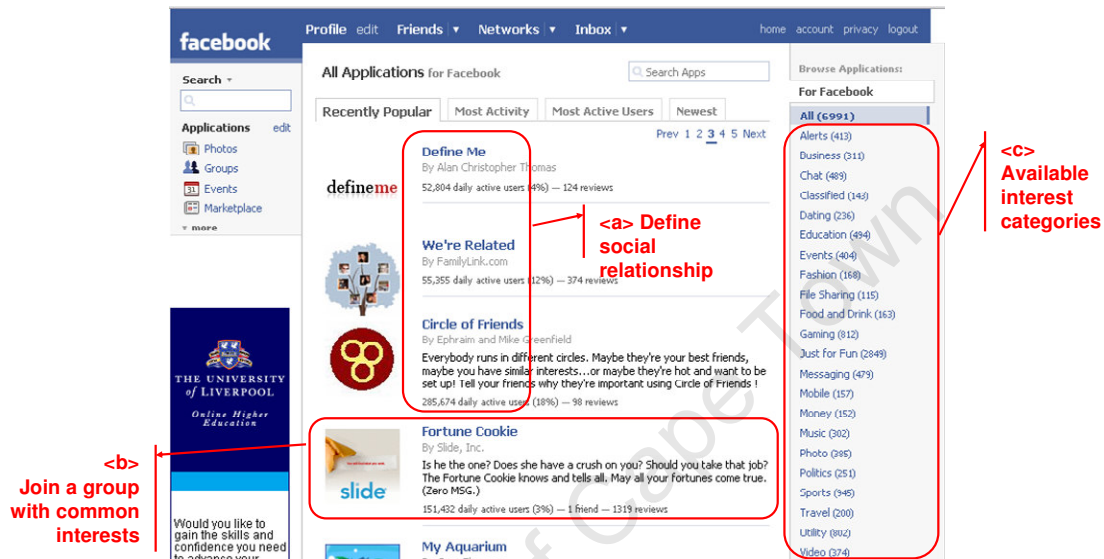 facebook
Profile edit Friends Networks Inbox
home account privacy logout
Search
Applications edit
Photos
Groups
Events
Marketplace
more
THE UNIVERSITY
of LIVERPOOL
Online Higher
Education
Would you like to
gain the skills and
confidence you need
to advance your
All Applications for Facebook
Search Apps
Recently Popular Most Activity Most Active Users Newest
Prev 1 2 3 4 5 Next
defineme
Define Me
By Alan Christopher Thomas
52,804 daily active users (4%) — 124 reviews
We're Related
By FamilyLink.com
55,355 daily active users (12%) — 374 reviews
Circle of Friends
By Ephraim and Mike Greenfield
Everybody runs in different circles. Maybe they're your best friends,
maybe you have similar interests...or maybe they're hot and want to be
set up! Tell your friends why they're important using Circle of Friends !
285,674 daily active users (18%) — 98 reviews
slide
Fortune Cookie
By Slide, Inc.
Is he the one? Does she have a crush on you? Should you take that job?
The Fortune Cookie knows and tells all. May all your fortunes come true.
(Zero MSG.)
151,432 daily active users (3%) — 1 friend — 1319 reviews
My Aquarium
Browse Applications:
For Facebook
All (6991)
Alerts (413)
Business (311)
Chat (489)
Classified (143)
Dating (236)
Education (494)
Events (404)
Fashion (168)
File Sharing (115)
Food and Drink (163)
Gaming (812)
Just for Fun (2849)
Messaging (479)
Mobile (157)
Money (152)
Music (302)
Photo (385)
Politics (251)
Sports (945)
Travel (200)
Utility (802)
Video (374)
<a> Define
social
relationship
<b>
Join a group
with common
interests
<c>
Available
interest
categories
of Cape Town